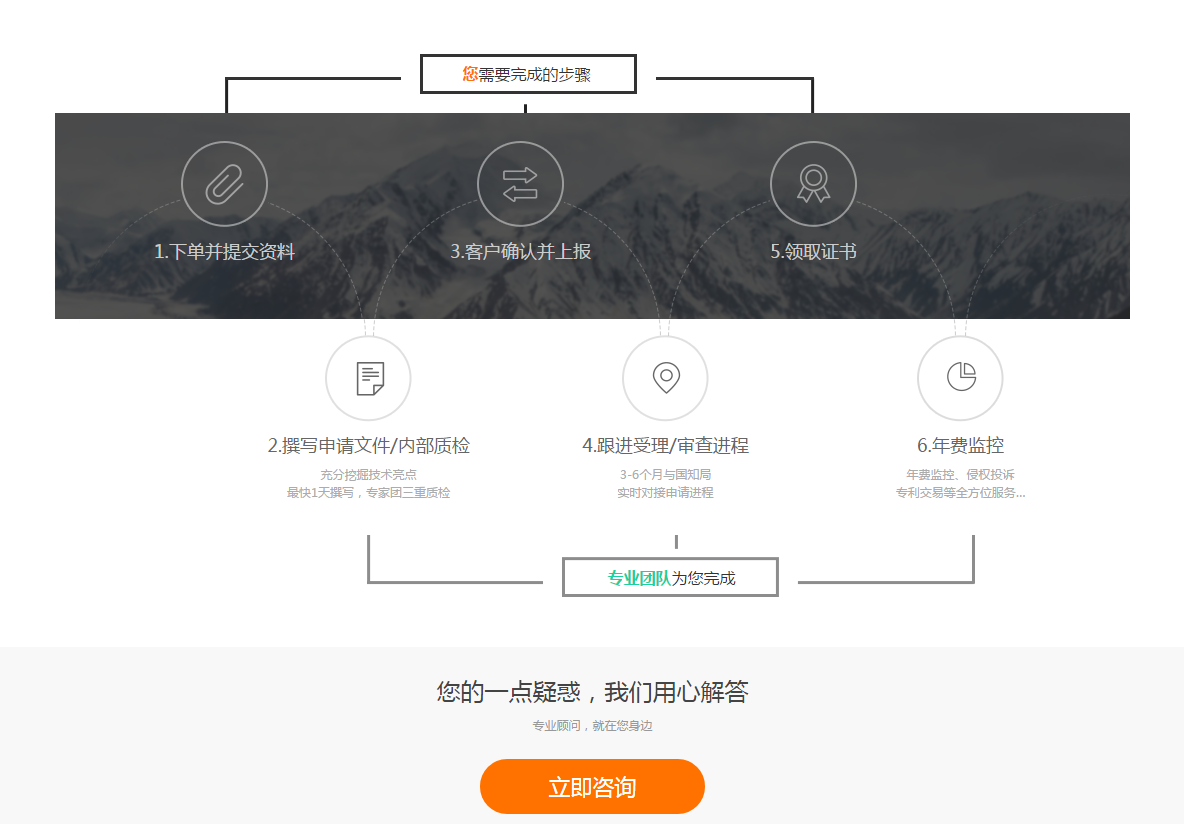 您需要完成的步骤
1.下单并提交资料
3.客户确认并上报
5.领取证书
2.撰写申请文件/内部质检
充分挖掘技术亮点
最快1天撰写，专家团三重质检
4.跟进受理/审查进程
3-6个月与国知局
实时对接申请进程
6.年费监控
年费监控、侵权投诉
专利交易等全方位服务...
专业团队为您完成
您的一点疑惑，我们用心解答
专业顾问，就在您身边
立即咨询